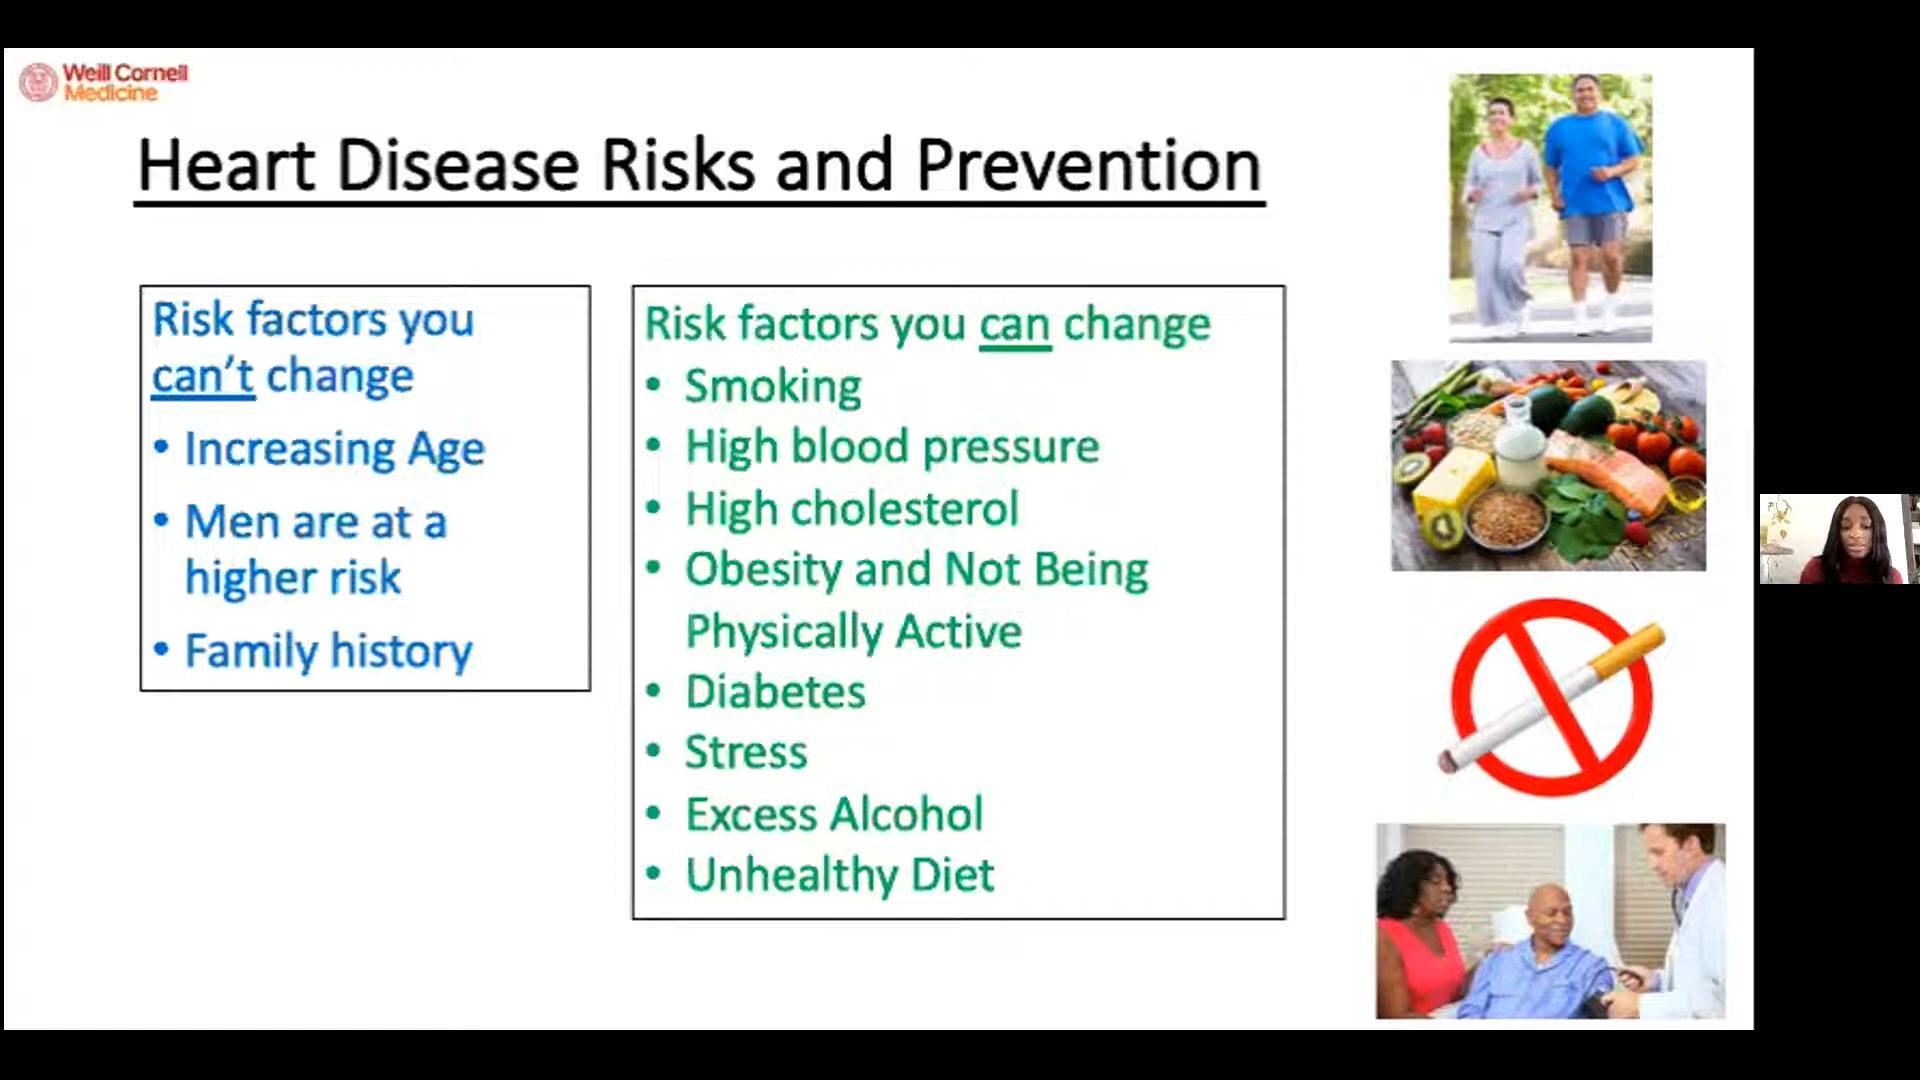 Weill Cornell
Medicine
Heart Disease Risks and Prevention
Risk factors you
can't change
• Increasing Age
• Men are at a
higher risk
• Family history
Risk factors you can change
• Smoking
• High blood pressure
• High cholesterol
• Obesity and Not Being
Physically Active
• Diabetes
• Stress
• Excess Alcohol
• Unhealthy Diet